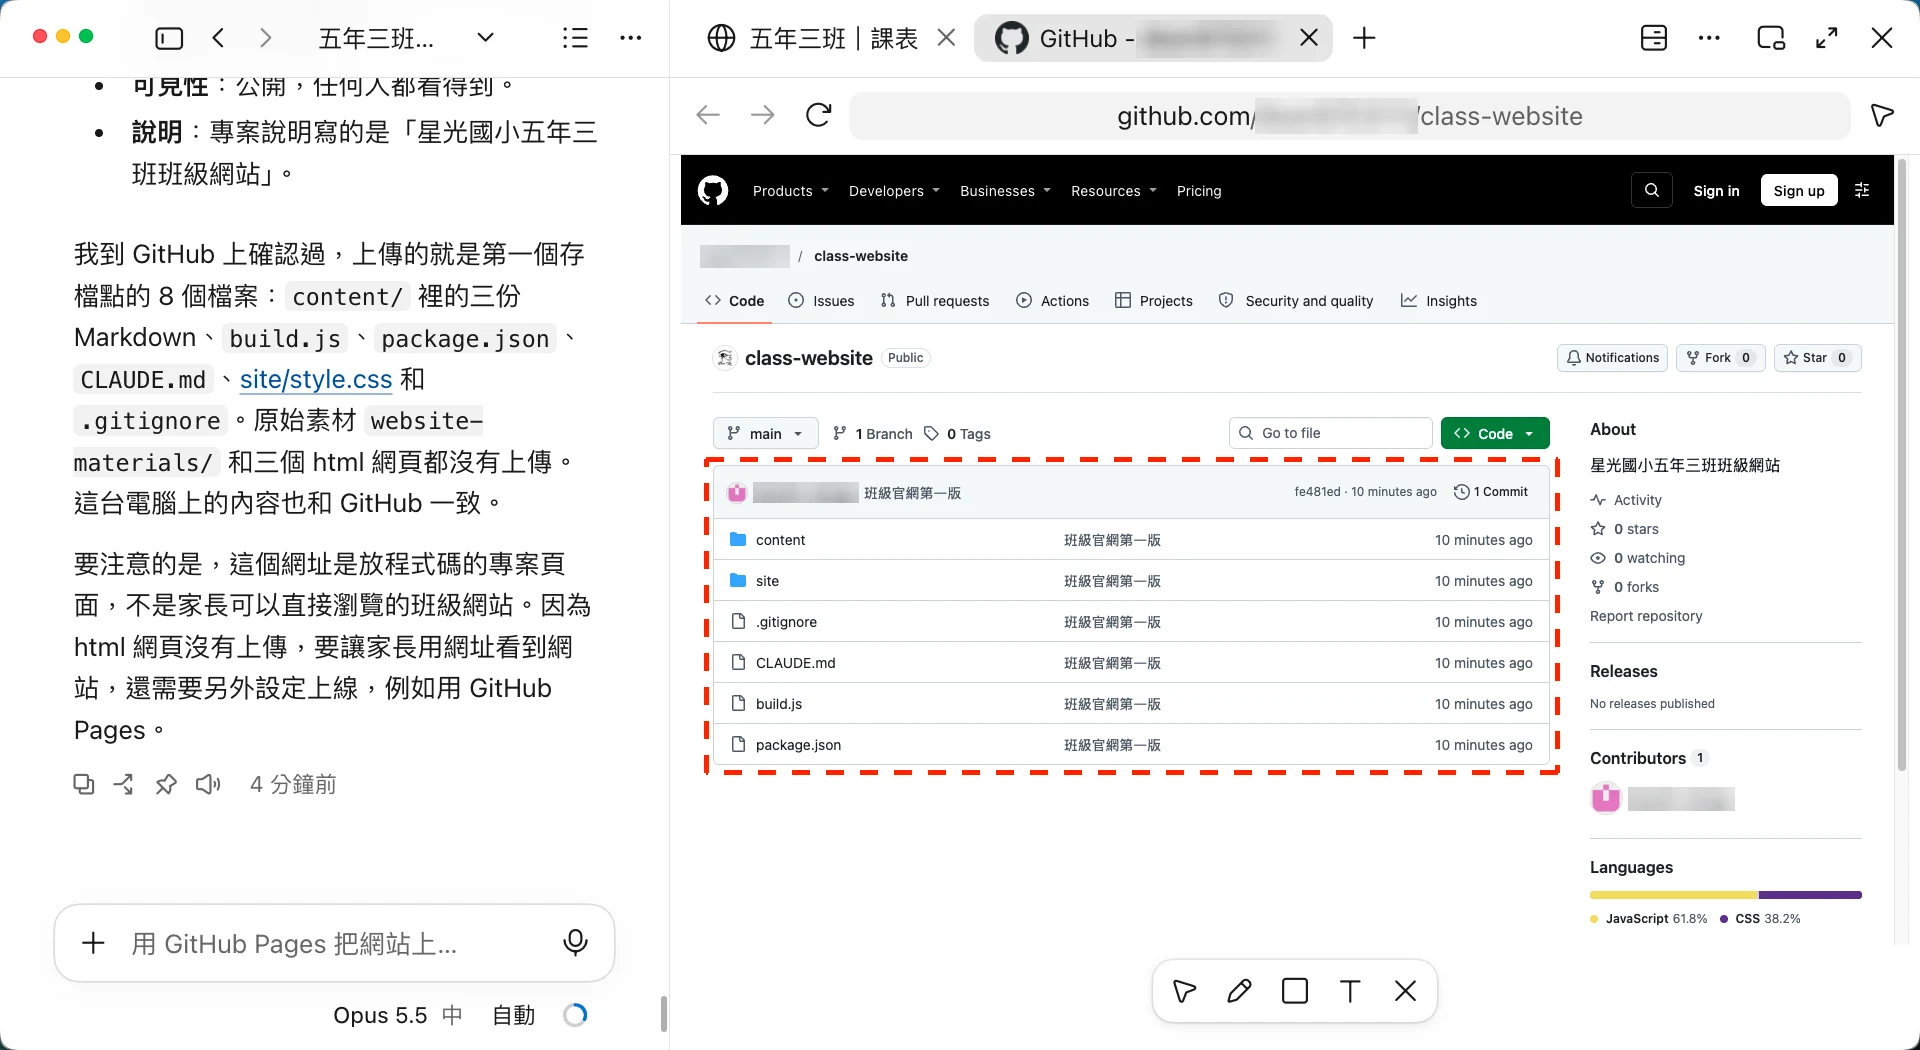 五年三班...
五年三班｜課表
GitHub -
• 可見性：公開，任何人都看得到。
• 說明：專案說明寫的是「星光國小五年三
班班級網站」。
我到 GitHub 上確認過，上傳的就是第一個存
檔點的 8 個檔案：content/ 裡的三份
Markdown、build.js、package.json、
CLAUDE.md、site/style.css 和
.gitignore。原始素材 website-
materials/ 和三個 html 網頁都沒有上傳。
這台電腦上的內容也和 GitHub 一致。
要注意的是，這個網址是放程式碼的專案頁
面，不是家長可以直接瀏覽的班級網站。因為
html 網頁沒有上傳，要讓家長用網址看到網
站，還需要另外設定上線，例如用 GitHub
Pages。
4 分鐘前
用 GitHub Pages 把網站上...
Opus 5.5 中 自動
github.com/ /class-website
Products Developers Businesses Resources Pricing
Sign in Sign up
/ class-website
Code Issues Pull requests Actions Projects Security and quality Insights
class-website Public
Notifications Fork 0 Star 0
main 1 Branch 0 Tags Go to file Code
班級官網第一版 fe481ed · 10 minutes ago 1 Commit
content 班級官網第一版 10 minutes ago
site 班級官網第一版 10 minutes ago
.gitignore 班級官網第一版 10 minutes ago
CLAUDE.md 班級官網第一版 10 minutes ago
build.js 班級官網第一版 10 minutes ago
package.json 班級官網第一版 10 minutes ago
About
星光國小五年三班班級網站
Activity
0 stars
0 watching
0 forks
Report repository
Releases
No releases published
Contributors 1
Languages
JavaScript 61.8% CSS 38.2%
T